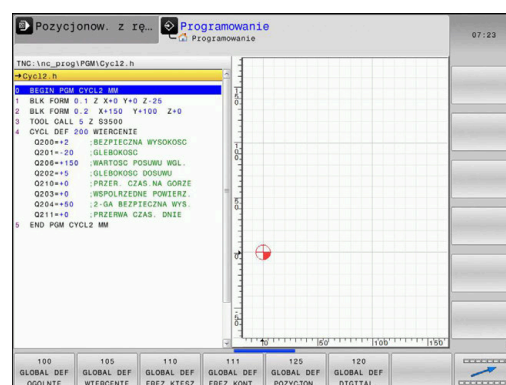 Pozycjonow. z rę…
Programowanie
Programowanie
07:23
TNC:\nc_prog\PGM\Cycl2.h
→Cycl2.h
0 BEGIN PGM CYCL2 MM
1 BLK FORM 0.1 Z X+0 Y+0 Z-25
2 BLK FORM 0.2 X+150 Y+100 Z+0
3 TOOL CALL 5 Z S3500
4 CYCL DEF 200 WIERCENIE
Q200=+2 ;BEZPIECZNA WYSOKOSC
Q201=-20 ;GLEBOKOSC
Q206=+150 ;WARTOSC POSUWU WGL.
Q202=+5 ;GLEBOKOSC DOSUWU
Q210=+0 ;PRZER. CZAS.NA GORZE
Q203=+0 ;WSPOLRZEDNE POWIERZ.
Q204=+50 ;2-GA BEZPIECZNA WYS.
Q211=+0 ;PRZERWA CZAS. DNIE
5 END PGM CYCL2 MM
0 50 100 150
100 GLOBAL DEF OGOLNIE
105 GLOBAL DEF WIERCENIE
110 GLOBAL DEF FREZ.KIESZ.
111 GLOBAL DEF FREZ.KONT.
125 GLOBAL DEF POZYCJON.
120 GLOBAL DEF DIGITAL.